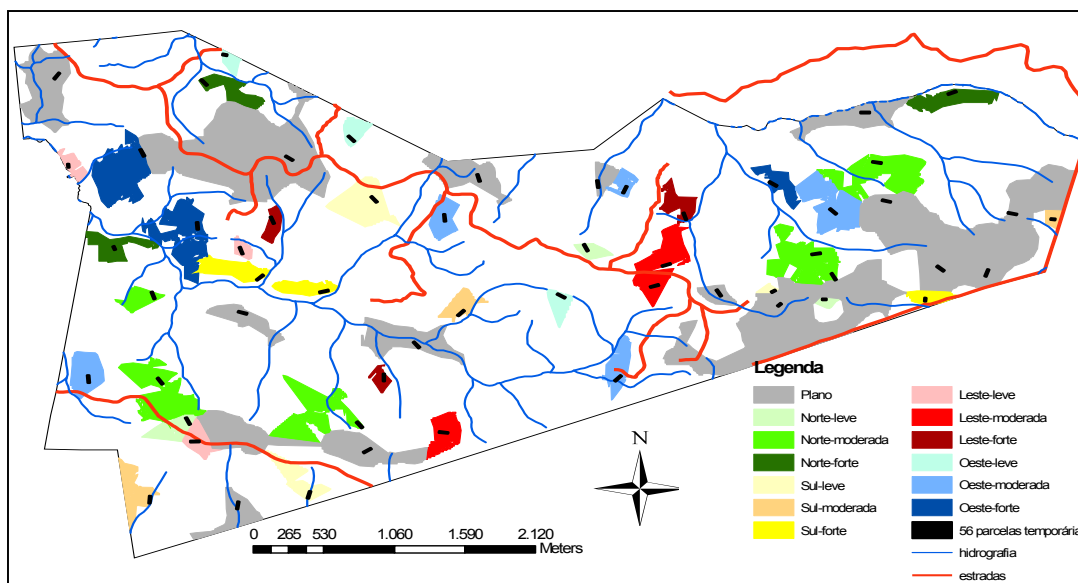 Legenda
Plano
Norte-leve
Norte-moderada
Norte-forte
Sul-leve
Sul-moderada
Sul-forte
Leste-leve
Leste-moderada
Leste-forte
Oeste-leve
Oeste-moderada
Oeste-forte
56 parcelas temporária
hidrografia
estradas
N
0 265 530 1.060 1.590 2.120
Meters